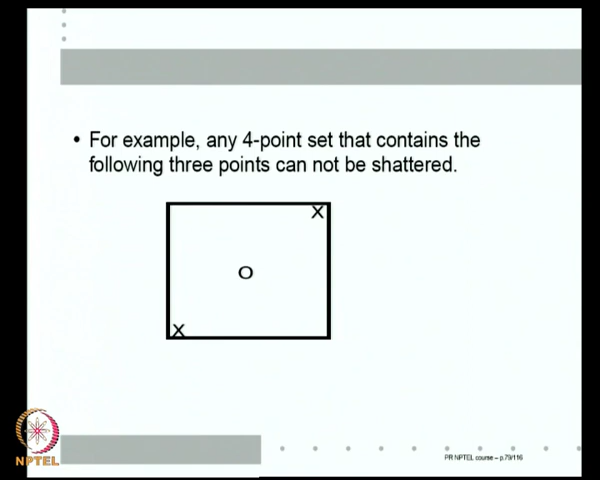 • For example, any 4-point set that contains the
following three points can not be shattered.
X
O
X
NPTEL
PR NPTEL course – p.79/116